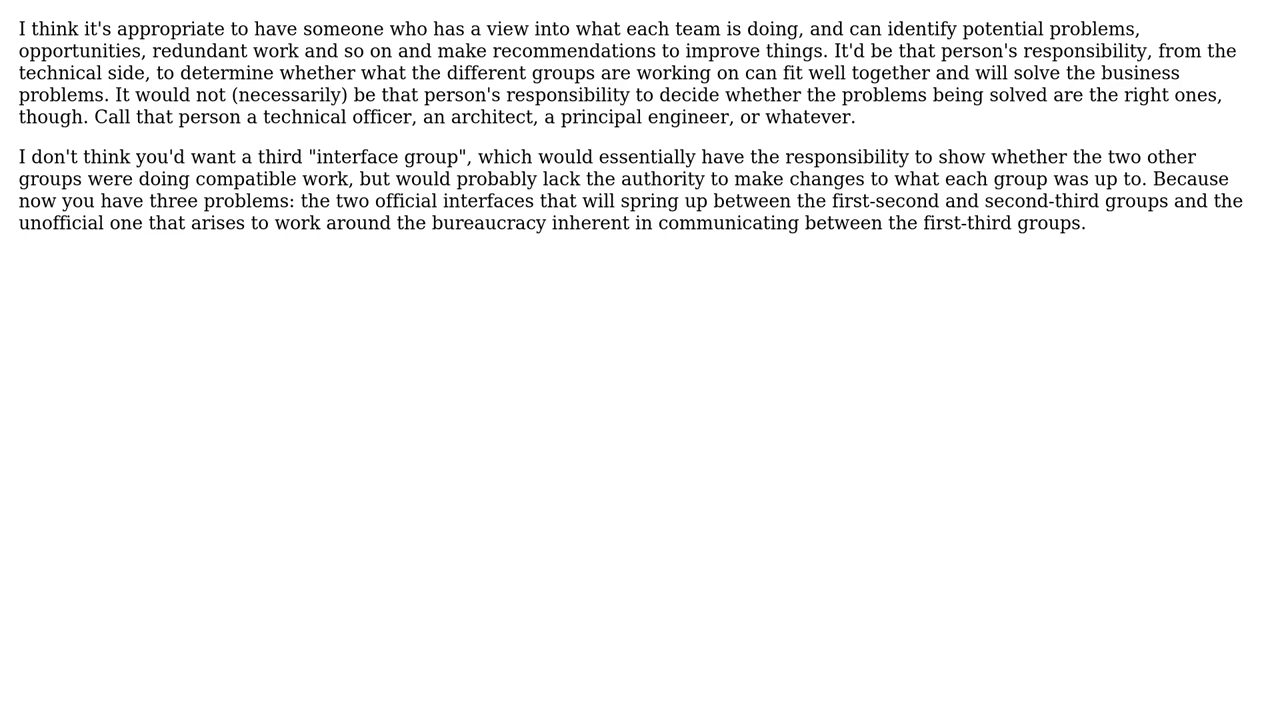 I think it's appropriate to have someone who has a view into what each team is doing, and can identify potential problems,
opportunities, redundant work and so on and make recommendations to improve things. It'd be that person's responsibility, from the
technical side, to determine whether what the different groups are working on can fit well together and will solve the business
problems. It would not (necessarily) be that person's responsibility to decide whether the problems being solved are the right ones,
though. Call that person a technical officer, an architect, a principal engineer, or whatever.
I don't think you'd want a third "interface group", which would essentially have the responsibility to show whether the two other
groups were doing compatible work, but would probably lack the authority to make changes to what each group was up to. Because
now you have three problems: the two official interfaces that will spring up between the first-second and second-third groups and the
unofficial one that arises to work around the bureaucracy inherent in communicating between the first-third groups.